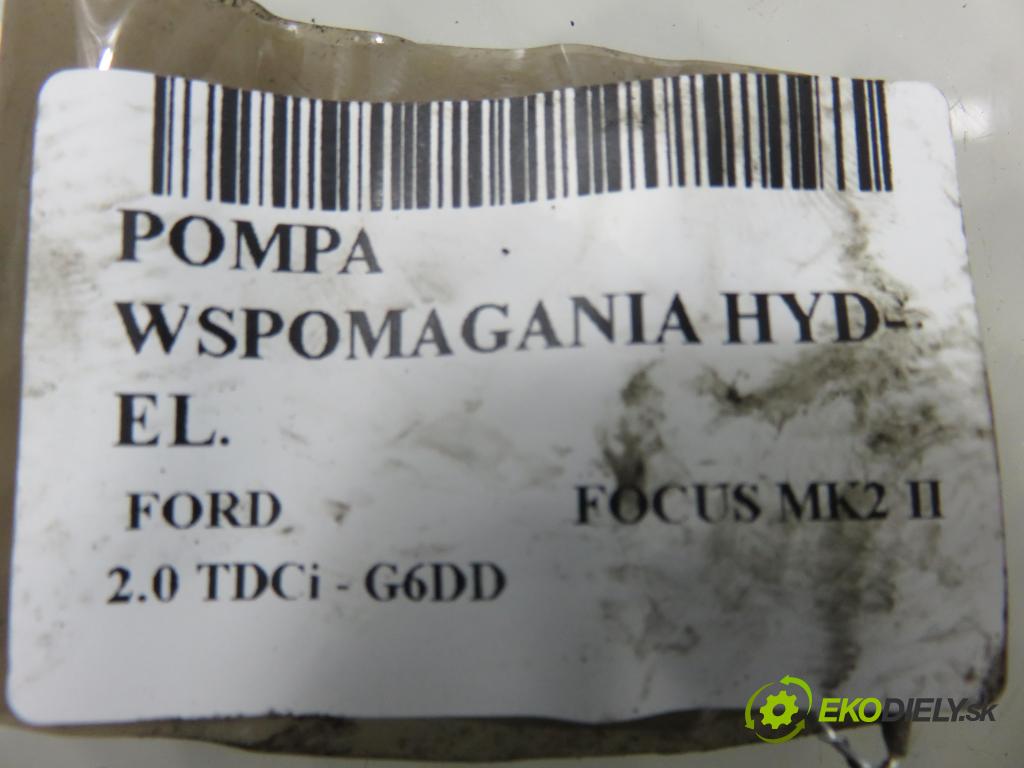 POMPA
WSPOMAGANIA HYD-
EL.
FORD FOCUS MK2 II
2.0 TDCi - G6DD
EKODIELY.sk